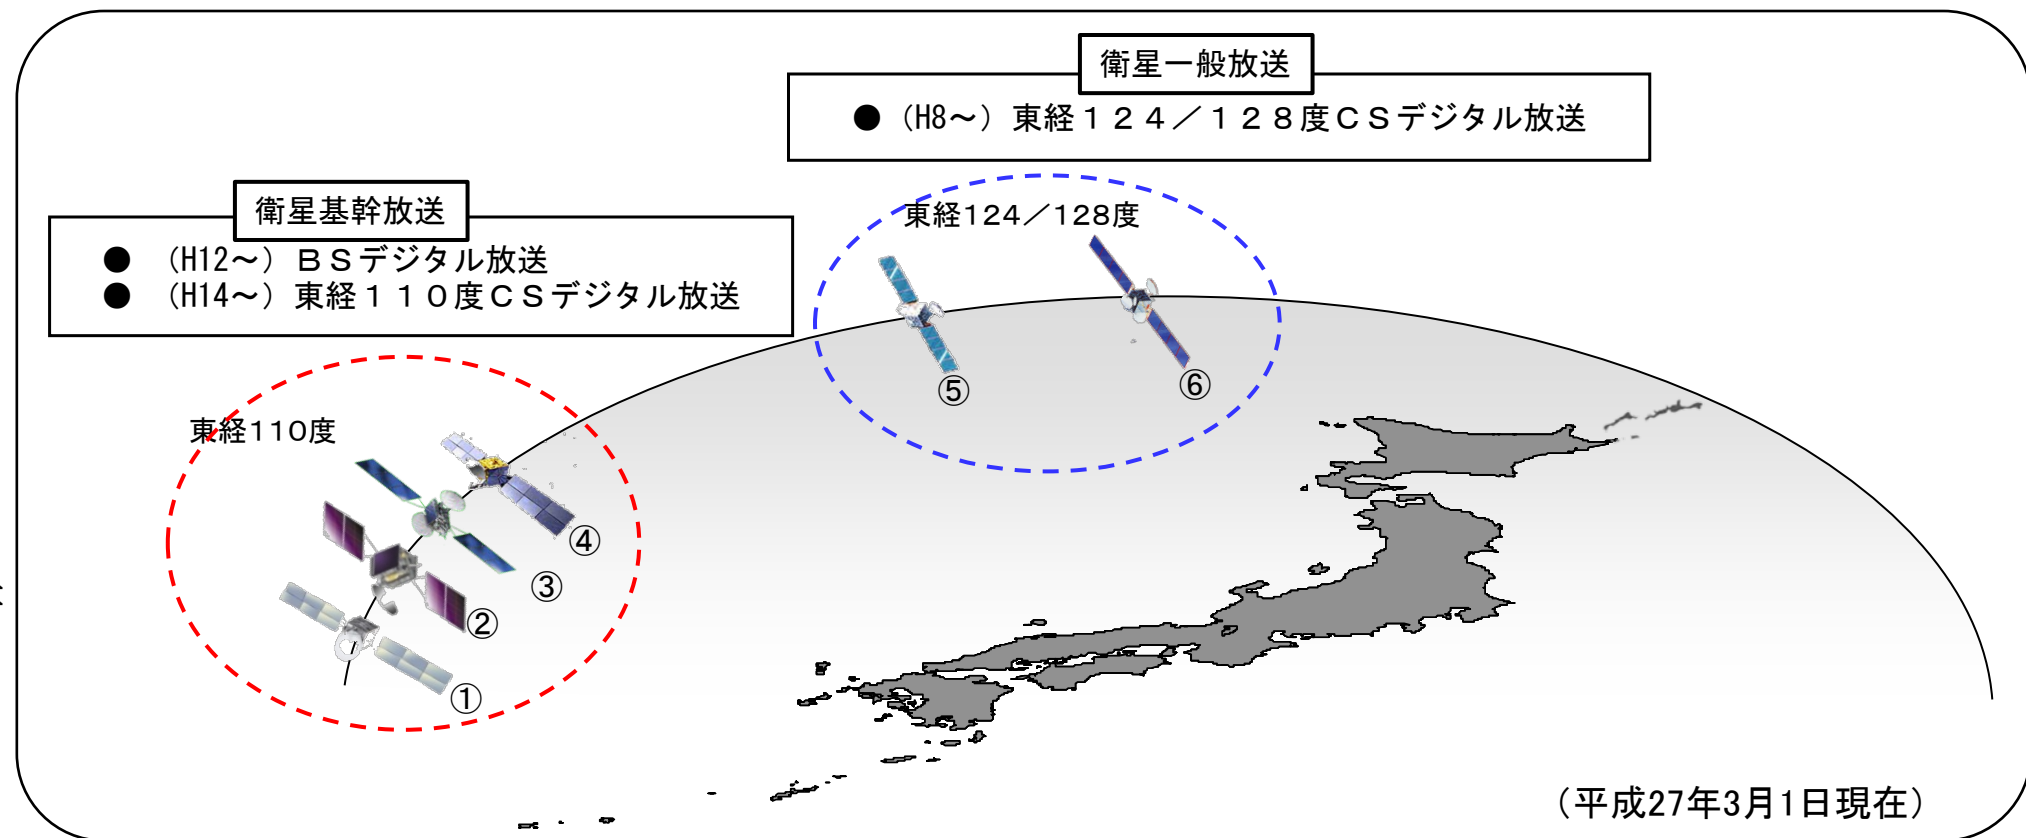 衛星一般放送
●（H8～）東経１２４／１２８度ＣＳデジタル放送
衛星基幹放送
● （H12～）ＢＳデジタル放送
● （H14～）東経１１０度ＣＳデジタル放送
東経124／128度
⑤
⑥
東経110度
④
③
②
①
（平成27年3月1日現在）